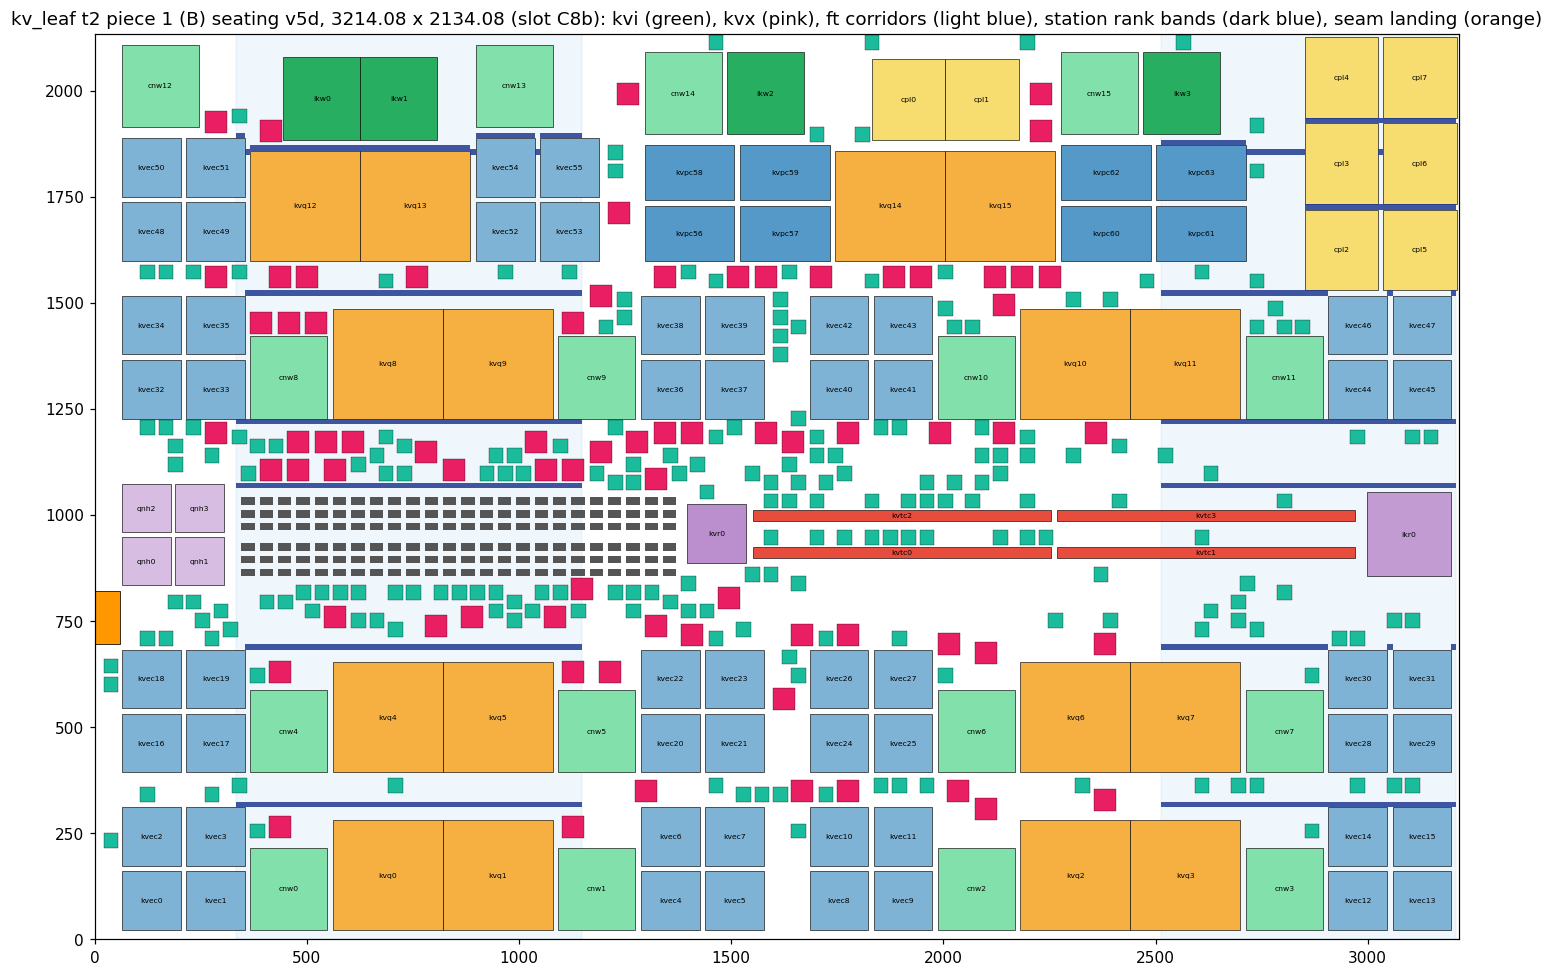 kv_leaf t2 piece 1 (B) seating v5d, 3214.08 x 2134.08 (slot C8b): kvi (green), kvx (pink), ft corridors (light blue), station rank bands (dark blue), seam landing (orange)
2000
1750
1500
1250
1000
750
500
250
0
cnw12 lkw0 lkw1 cnw13 cnw14 lkw2 cpl0 cpl1 cnw15 lkw3 cpl4 cpl7
kvec50 kvec51 kvec54 kvec55 kvpc58 kvpc59 kvpc62 kvpc63 cpl3 cpl6
kvq12 kvq13 kvq14 kvq15
kvec48 kvec49 kvec52 kvec53 kvpc56 kvpc57 kvpc60 kvpc61 cpl2 cpl5
kvec34 kvec35 kvec38 kvec39 kvec42 kvec43 kvec46 kvec47
kvq8 kvq9 kvq10 kvq11
cnw8 cnw9 cnw10 cnw11
kvec32 kvec33 kvec36 kvec37 kvec40 kvec41 kvec44 kvec45
qnh2 qnh3 kvtc2 kvtc3
kvr0 lkr0
qnh0 qnh1 kvtc0 kvtc1
kvec18 kvec19 kvec22 kvec23 kvec26 kvec27 kvec30 kvec31
kvq4 kvq5 kvq6 kvq7
cnw4 cnw5 cnw6 cnw7
kvec16 kvec17 kvec20 kvec21 kvec24 kvec25 kvec28 kvec29
kvec2 kvec3 kvec6 kvec7 kvec10 kvec11 kvec14 kvec15
kvq0 kvq1 kvq2 kvq3
cnw0 cnw1 cnw2 cnw3
kvec0 kvec1 kvec4 kvec5 kvec8 kvec9 kvec12 kvec13
0 500 1000 1500 2000 2500 3000